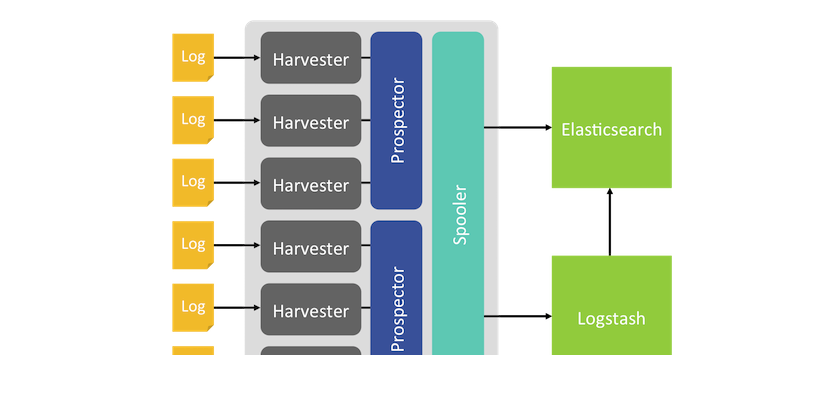 Log
Harvester
Log
Harvester
Log
Harvester
Prospector
Log
Harvester
Log
Harvester
Prospector
Spooler
Elasticsearch
Logstash